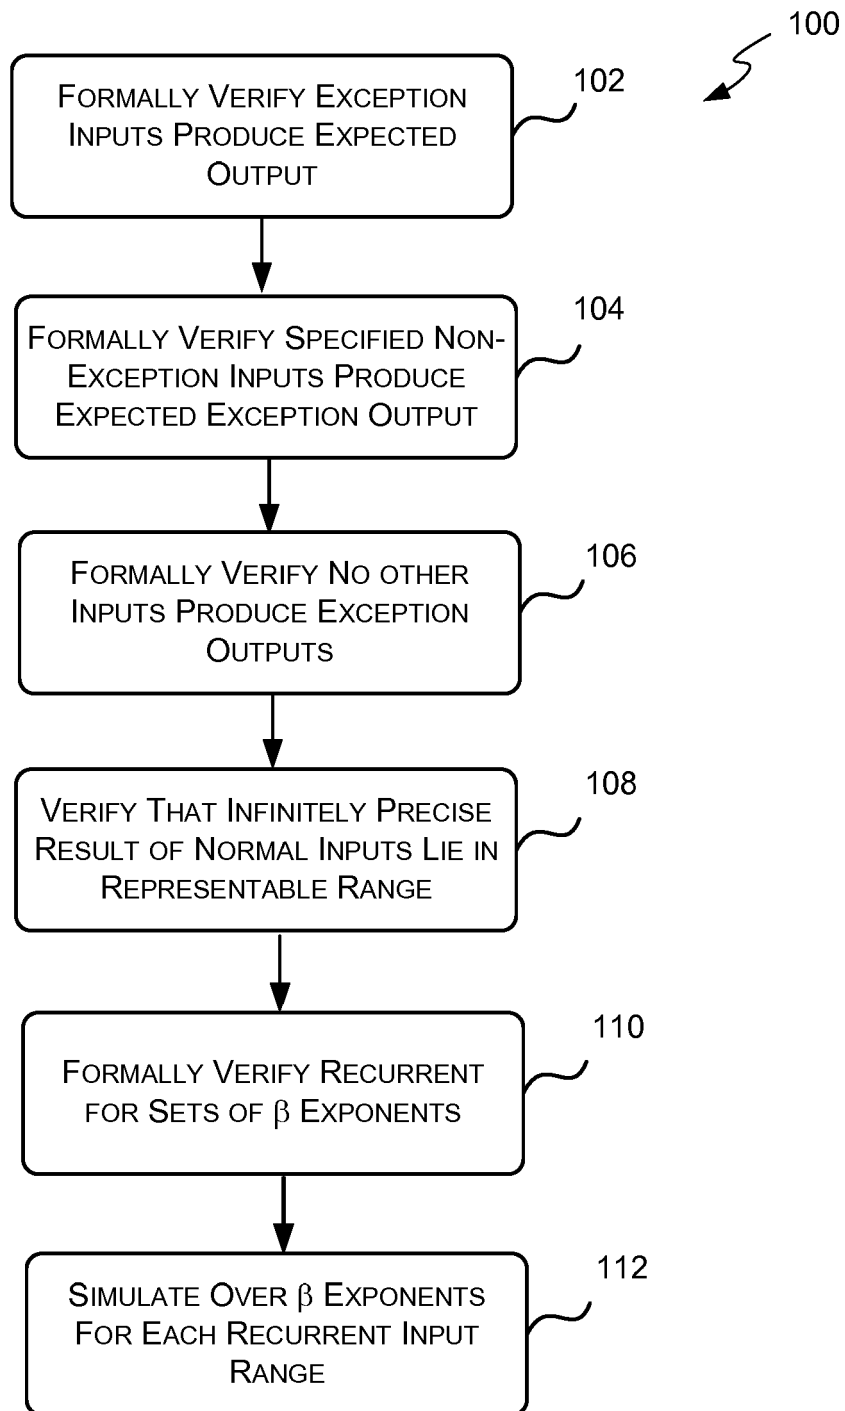 100
FORMALLY VERIFY EXCEPTION
INPUTS PRODUCE EXPECTED
OUTPUT
102
FORMALLY VERIFY SPECIFIED NON-
EXCEPTION INPUTS PRODUCE
EXPECTED EXCEPTION OUTPUT
104
FORMALLY VERIFY NO OTHER
INPUTS PRODUCE EXCEPTION
OUTPUTS
106
VERIFY THAT INFINITELY PRECISE
RESULT OF NORMAL INPUTS LIE IN
REPRESENTABLE RANGE
108
FORMALLY VERIFY RECURRENT
FOR SETS OF β EXPONENTS
110
SIMULATE OVER β EXPONENTS
FOR EACH RECURRENT INPUT
RANGE
112